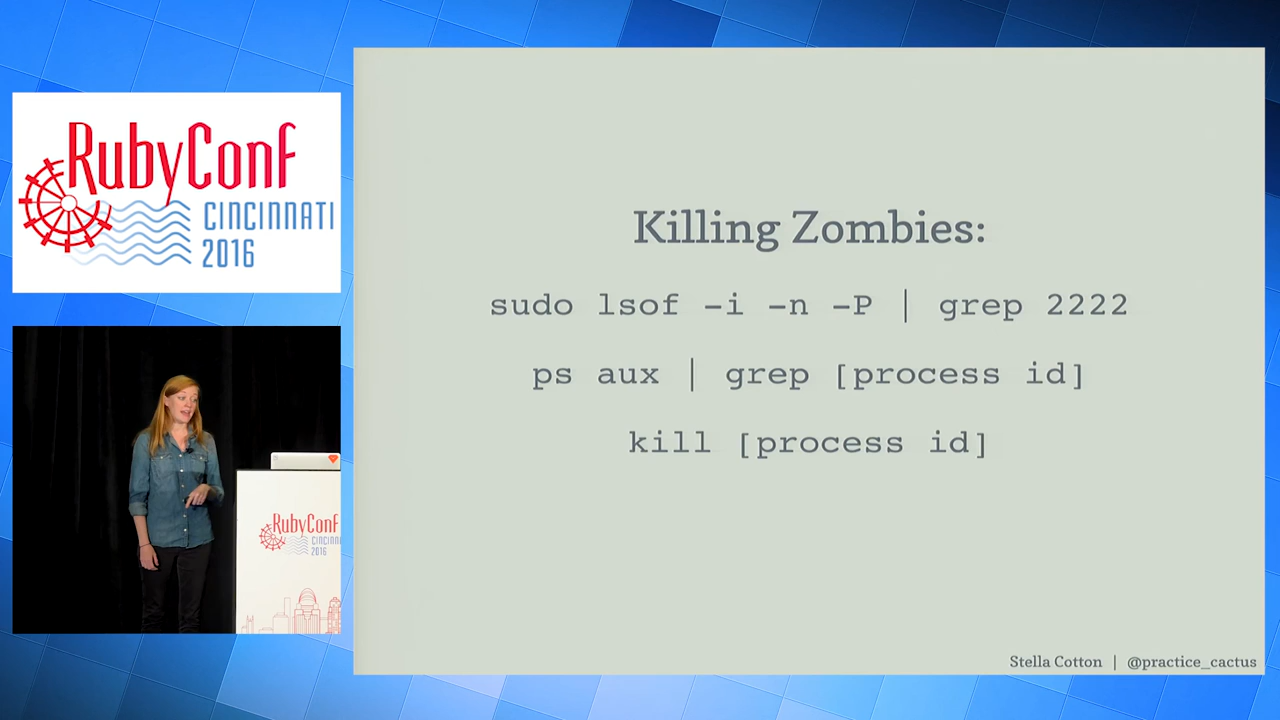 RubyConf
CINCINNATI
2016
RubyConf
CINCINNATI
2016
Killing Zombies:
sudo lsof -i -n -P | grep 2222
ps aux | grep [process id]
kill [process id]
Stella Cotton | @practice_cactus